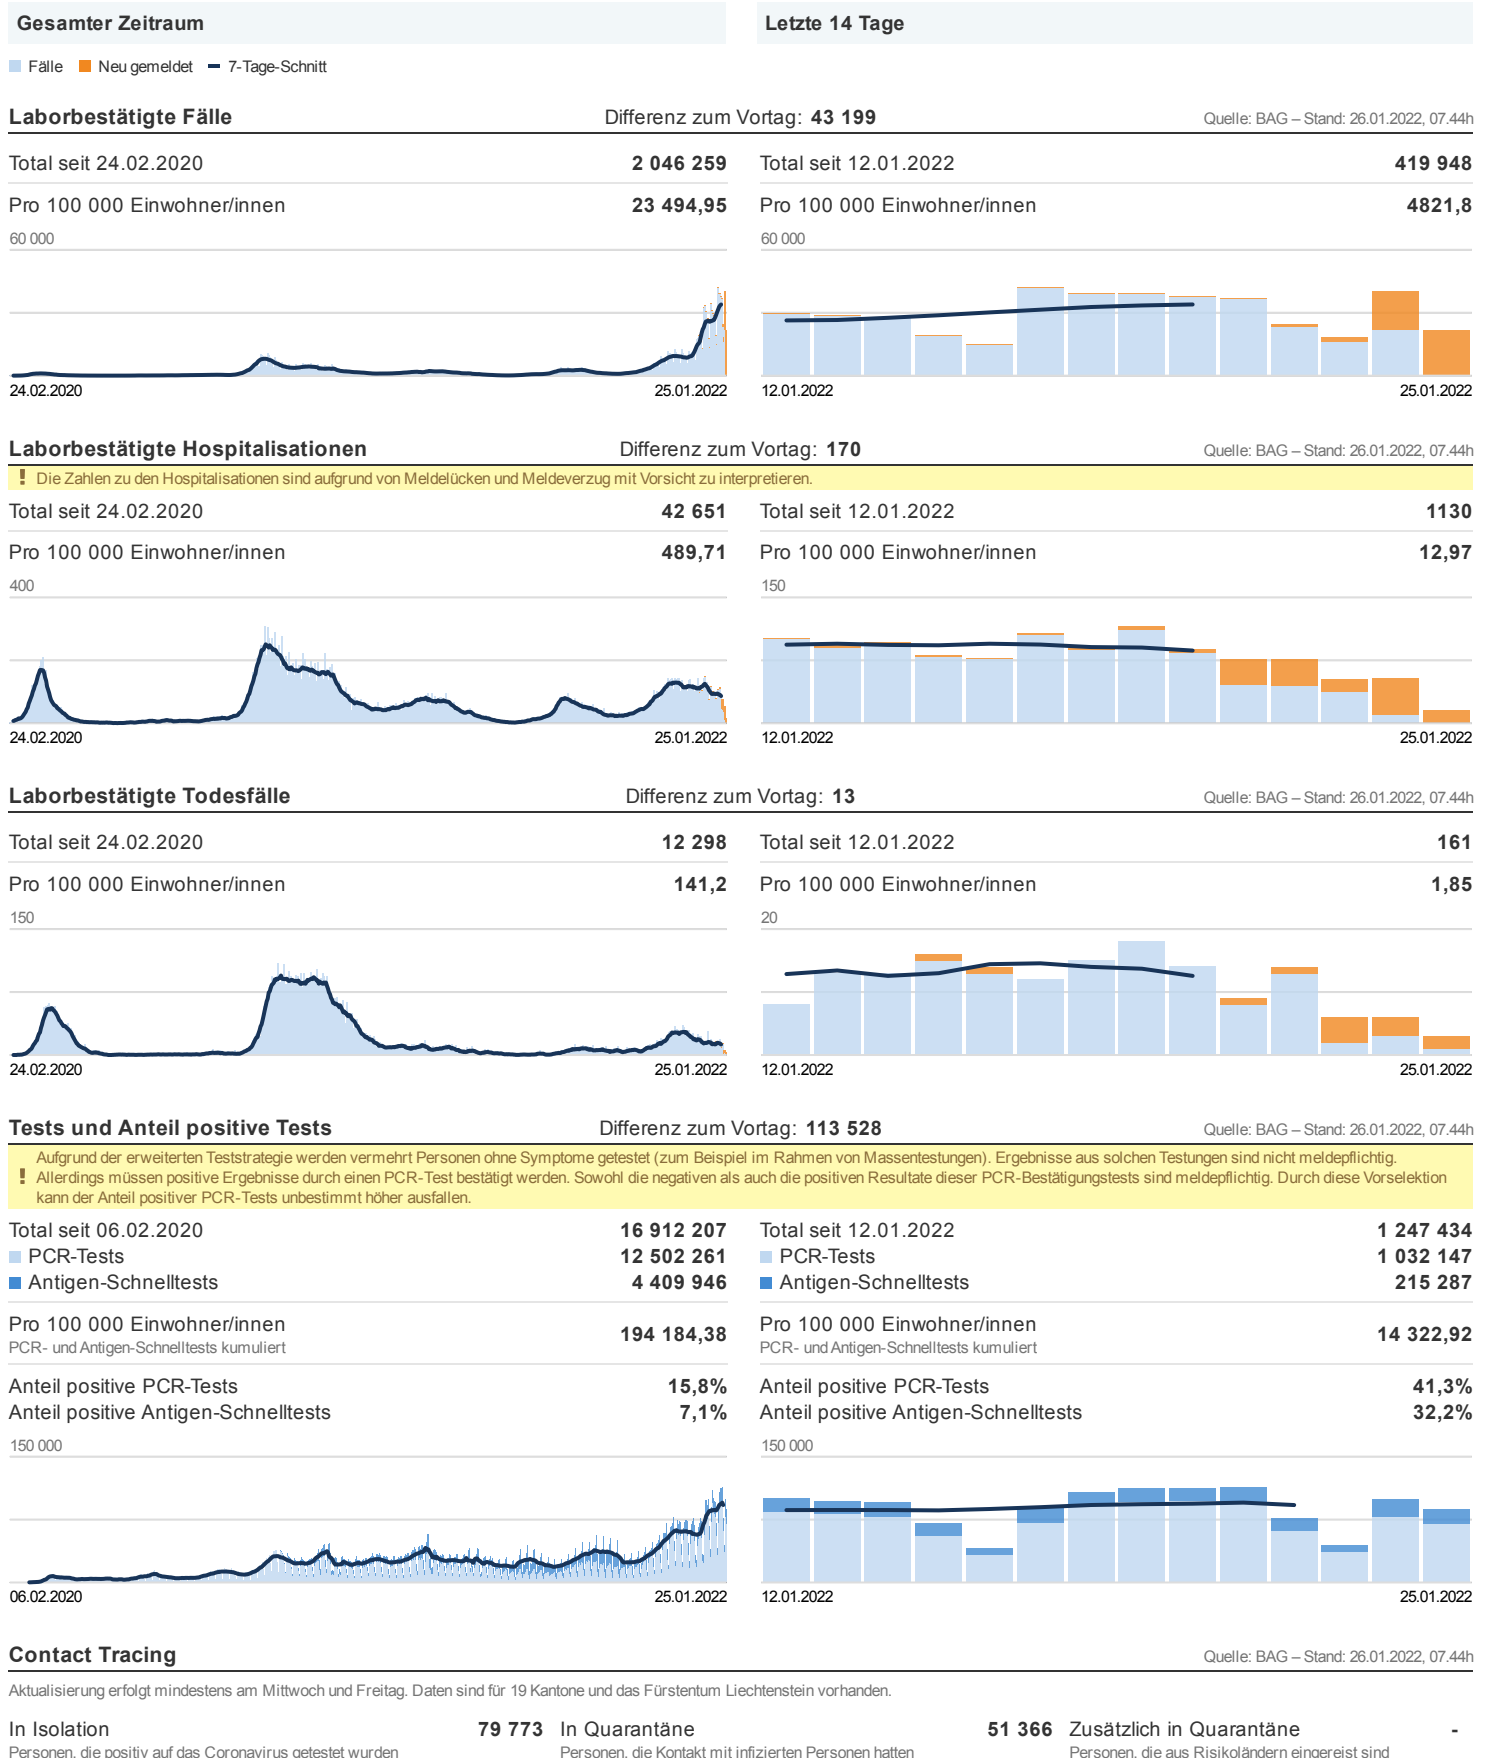 Gesamter Zeitraum
Letzte 14 Tage
Fälle Neu gemeldet 7-Tage-Schnitt
Laborbestätigte Fälle Differenz zum Vortag: 43 199 Quelle: BAG – Stand: 26.01.2022, 07.44h
Total seit 24.02.2020 2 046 259
Total seit 12.01.2022 419 948
Pro 100 000 Einwohner/innen 23 494,95
Pro 100 000 Einwohner/innen 4821,8
60 000
60 000
24.02.2020 25.01.2022
12.01.2022 25.01.2022
Laborbestätigte Hospitalisationen Differenz zum Vortag: 170 Quelle: BAG – Stand: 26.01.2022, 07.44h
! Die Zahlen zu den Hospitalisationen sind aufgrund von Meldelücken und Meldeverzug mit Vorsicht zu interpretieren.
Total seit 24.02.2020 42 651
Total seit 12.01.2022 1130
Pro 100 000 Einwohner/innen 489,71
Pro 100 000 Einwohner/innen 12,97
400
150
24.02.2020 25.01.2022
12.01.2022 25.01.2022
Laborbestätigte Todesfälle Differenz zum Vortag: 13 Quelle: BAG – Stand: 26.01.2022, 07.44h
Total seit 24.02.2020 12 298
Total seit 12.01.2022 161
Pro 100 000 Einwohner/innen 141,2
Pro 100 000 Einwohner/innen 1,85
150
20
24.02.2020 25.01.2022
12.01.2022 25.01.2022
Tests und Anteil positive Tests Differenz zum Vortag: 113 528 Quelle: BAG – Stand: 26.01.2022, 07.44h
Aufgrund der erweiterten Teststrategie werden vermehrt Personen ohne Symptome getestet (zum Beispiel im Rahmen von Massentestungen). Ergebnisse aus solchen Testungen sind nicht meldepflichtig.
! Allerdings müssen positive Ergebnisse durch einen PCR-Test bestätigt werden. Sowohl die negativen als auch die positiven Resultate dieser PCR-Bestätigungstests sind meldepflichtig. Durch diese Vorselektion
kann der Anteil positiver PCR-Tests unbestimmt höher ausfallen.
Total seit 06.02.2020 16 912 207
PCR-Tests 12 502 261
Antigen-Schnelltests 4 409 946
Total seit 12.01.2022 1 247 434
PCR-Tests 1 032 147
Antigen-Schnelltests 215 287
Pro 100 000 Einwohner/innen 194 184,38
PCR- und Antigen-Schnelltests kumuliert
Pro 100 000 Einwohner/innen 14 322,92
PCR- und Antigen-Schnelltests kumuliert
Anteil positive PCR-Tests 15,8%
Anteil positive Antigen-Schnelltests 7,1%
Anteil positive PCR-Tests 41,3%
Anteil positive Antigen-Schnelltests 32,2%
150 000
150 000
06.02.2020 25.01.2022
12.01.2022 25.01.2022
Contact Tracing Quelle: BAG – Stand: 26.01.2022, 07.44h
Aktualisierung erfolgt mindestens am Mittwoch und Freitag. Daten sind für 19 Kantone und das Fürstentum Liechtenstein vorhanden.
In Isolation 79 773
Personen, die positiv auf das Coronavirus getestet wurden
In Quarantäne 51 366
Personen, die Kontakt mit infizierten Personen hatten
Zusätzlich in Quarantäne -
Personen, die aus Risikoländern eingereist sind